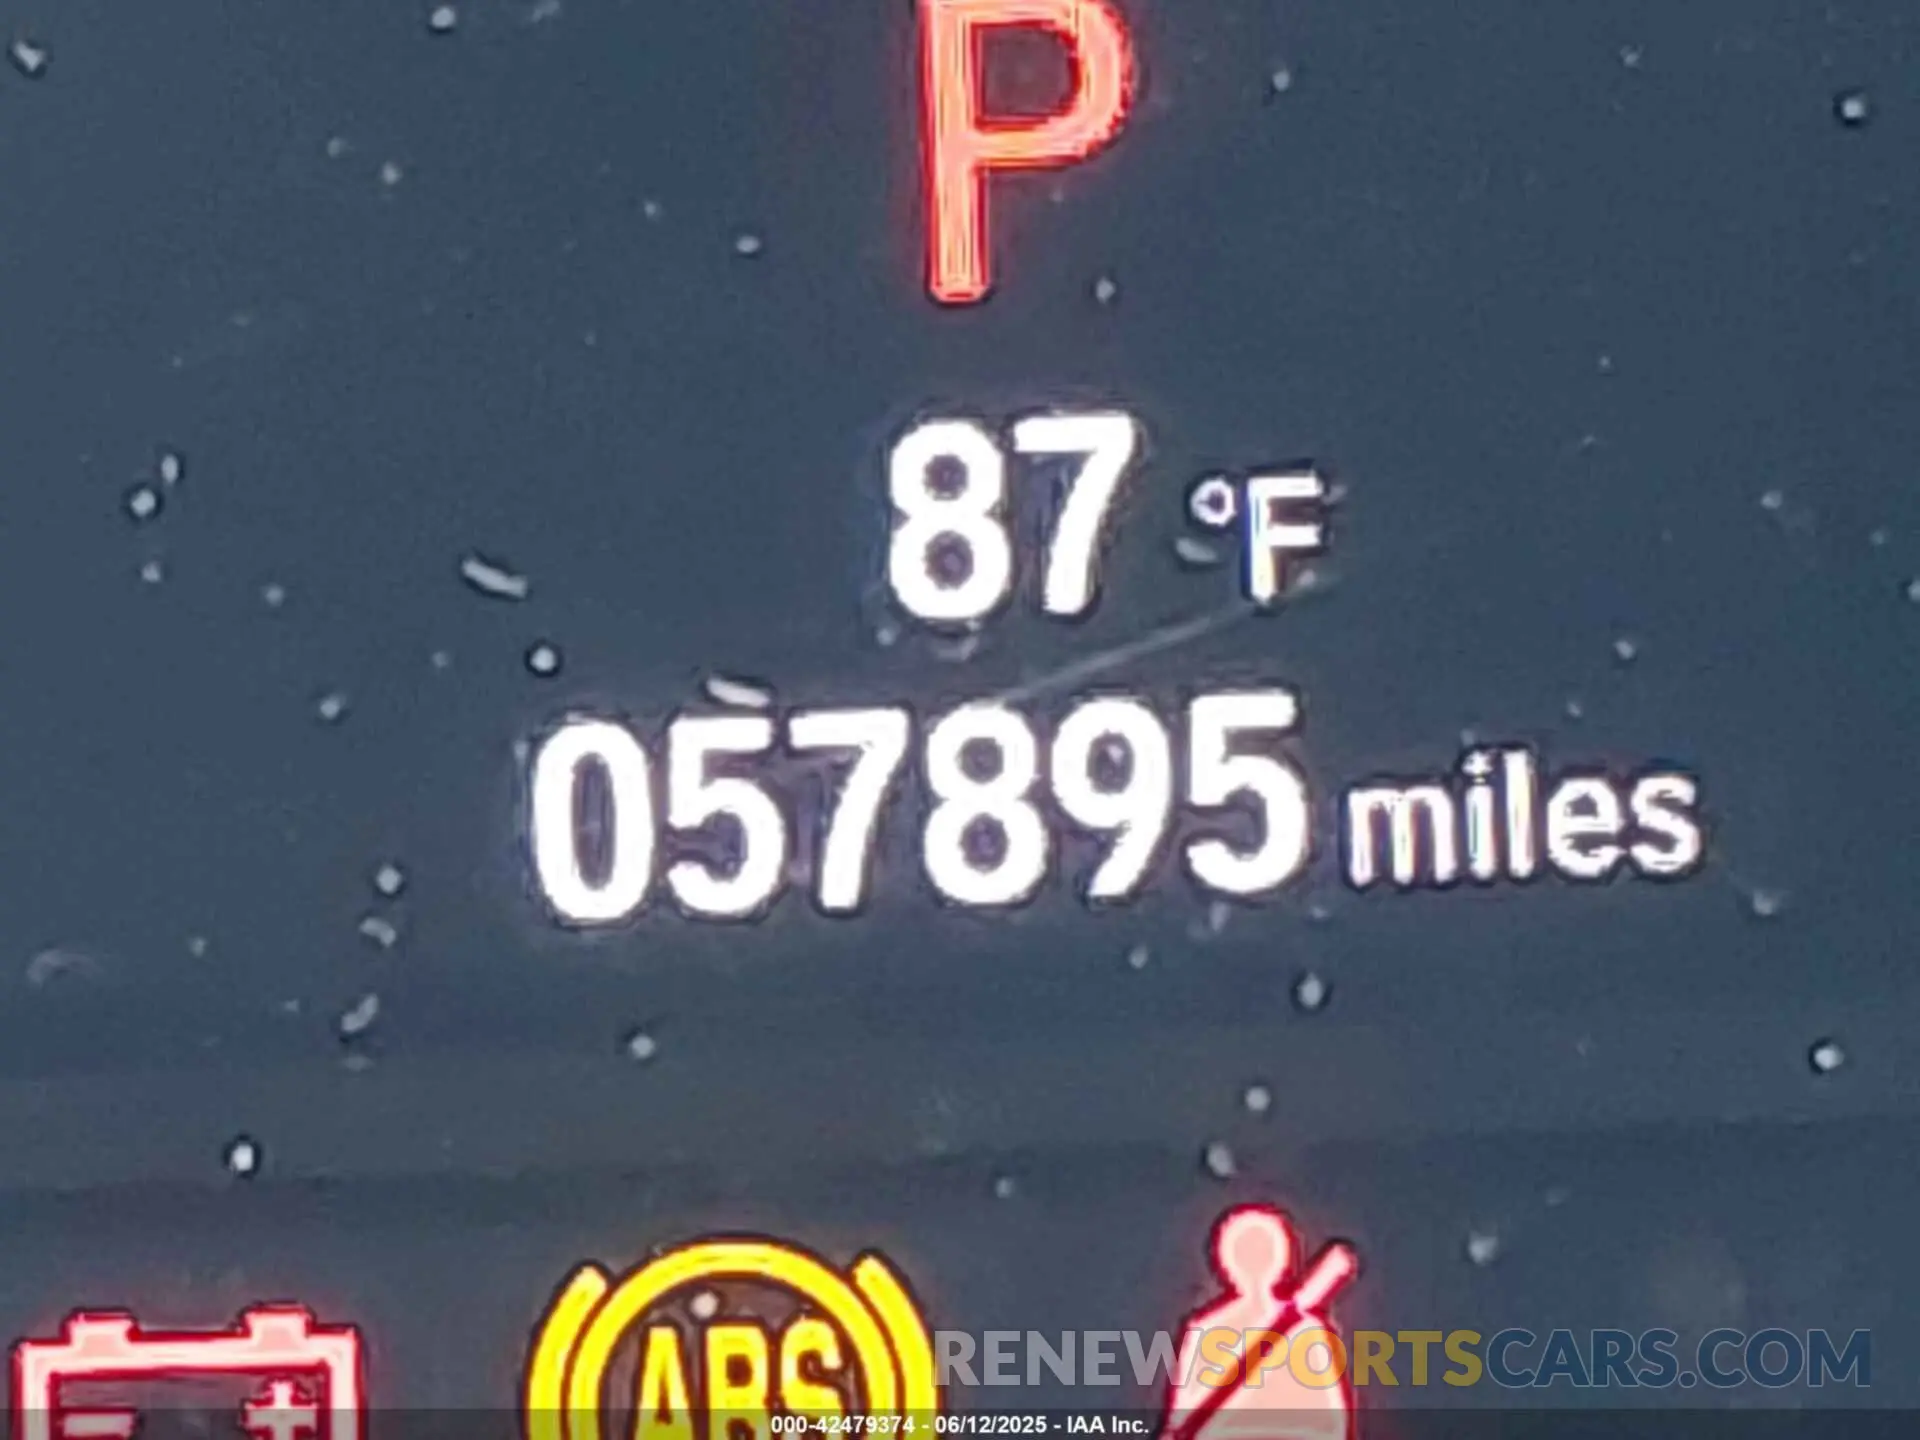 P
87 °F
057895 miles
ABS
RENEWSPORTSCARS.COM
000-42479374 - 06/12/2025 - IAA Inc.